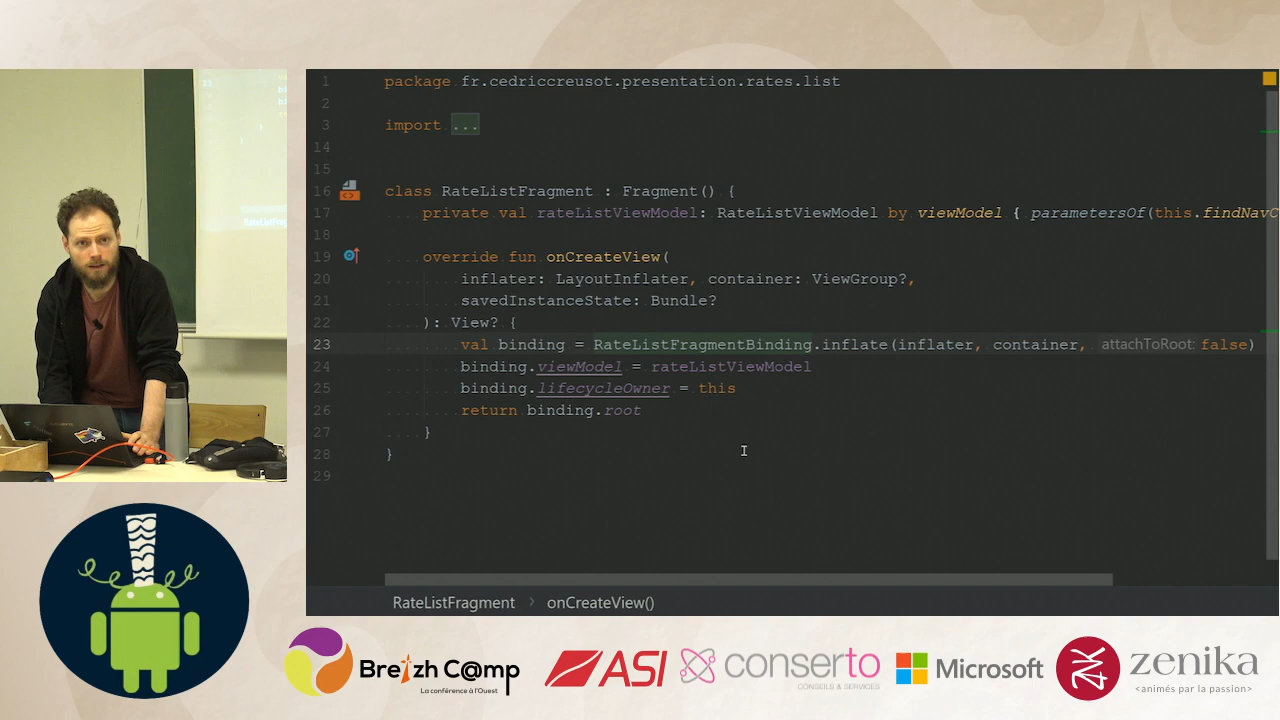 1 package fr.cedriccreusot.presentation.rates.list
2
3 import ...
14
15
16 class RateListFragment : Fragment() {
17 private val rateListViewModel: RateListViewModel by viewModel { parametersOf(this.findNavC
18
19 override fun onCreateView(
20 inflater: LayoutInflater, container: ViewGroup?,
21 savedInstanceState: Bundle?
22 ): View? {
23 val binding = RateListFragmentBinding.inflate(inflater, container, attachToRoot: false)
24 binding.viewModel = rateListViewModel
25 binding.lifecycleOwner = this
26 return binding.root
27 }
28 }
29
RateListFragment > onCreateView()
Breizh C@mp
La conférence à l'Ouest
ASI
conserto
CONSEILS & SERVICES
Microsoft
zenika
<animés par la passion>